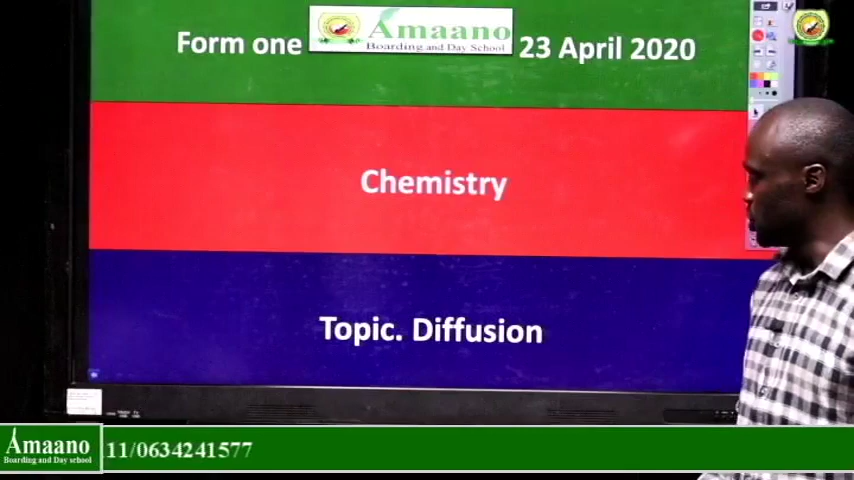 Form one Amaano 23 April 2020
Boarding and Day School
Chemistry
Topic. Diffusion
Amaano 11/0634241577
Boarding and Day school